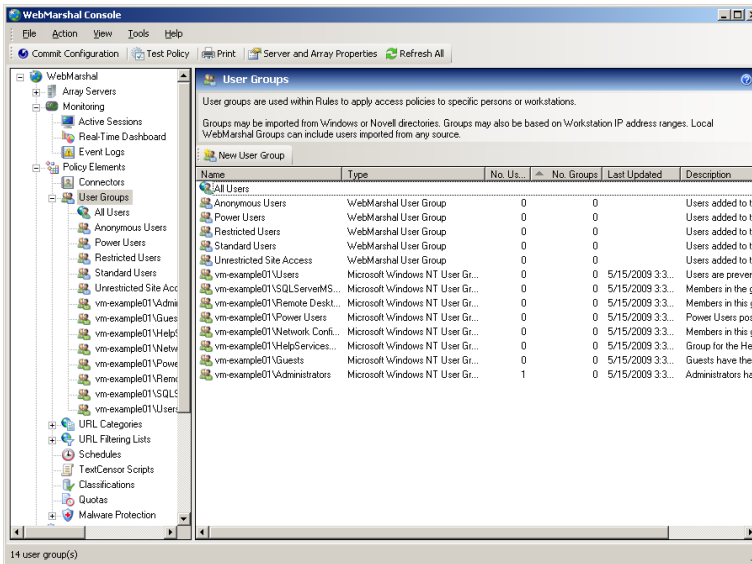 WebMarshal Console
File Action View Tools Help
Commit Configuration Test Policy Print Server and Array Properties Refresh All
WebMarshal
Array Servers
Monitoring
Active Sessions
Real-Time Dashboard
Event Logs
Policy Elements
Connectors
User Groups
All Users
Anonymous Users
Power Users
Restricted Users
Standard Users
Unrestricted Site Acc
vm-example01\Admi
vm-example01\Gues
vm-example01\HelpS
vm-example01\Netw
vm-example01\Powe
vm-example01\Remo
vm-example01\SQLS
vm-example01\Users
URL Categories
URL Filtering Lists
Schedules
TextCensor Scripts
Classifications
Quotas
Malware Protection
User Groups
User groups are used within Rules to apply access policies to specific persons or workstations.
Groups may be imported from Windows or Novell directories. Groups may also be based on Workstation IP address ranges. Local
WebMarshal Groups can include users imported from any source.
New User Group
Name Type No. Us... No. Groups Last Updated Description
All Users
Anonymous Users WebMarshal User Group 0 0 Users added to t
Power Users WebMarshal User Group 0 0 Users added to t
Restricted Users WebMarshal User Group 0 0 Users added to t
Standard Users WebMarshal User Group 0 0 Users added to t
Unrestricted Site Access WebMarshal User Group 0 0 Users added to t
vm-example01\Users Microsoft Windows NT User Gr... 0 0 5/15/2009 3:3... Users are preven
vm-example01\SQLServerMS... Microsoft Windows NT User Gr... 0 0 5/15/2009 3:3... Members in the g
vm-example01\Remote Deskt... Microsoft Windows NT User Gr... 0 0 5/15/2009 3:3... Members in this g
vm-example01\Power Users Microsoft Windows NT User Gr... 0 0 5/15/2009 3:3... Power Users pos
vm-example01\Network Confi... Microsoft Windows NT User Gr... 0 0 5/15/2009 3:3... Members in this g
vm-example01\HelpServices... Microsoft Windows NT User Gr... 0 0 5/15/2009 3:3... Group for the He
vm-example01\Guests Microsoft Windows NT User Gr... 0 0 5/15/2009 3:3... Guests have the
vm-example01\Administrators Microsoft Windows NT User Gr... 1 0 5/15/2009 3:3... Administrators ha
14 user group(s)